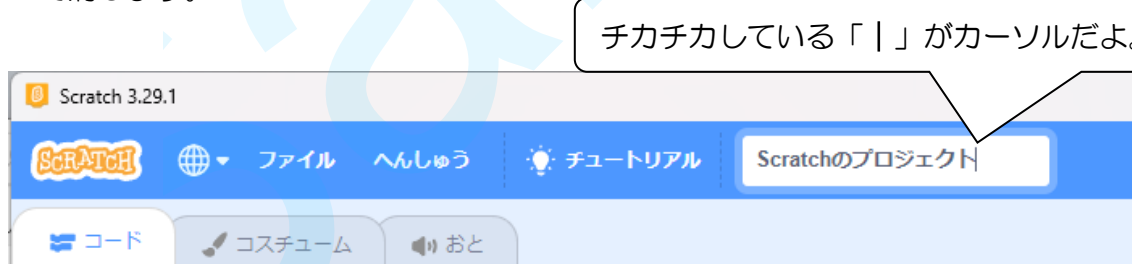 チカチカしている「|」がカーソルだよ。
Scratch 3.29.1
SCRATCH ファイル へんしゅう チュートリアル Scratchのプロジェクト
コード コスチューム おと